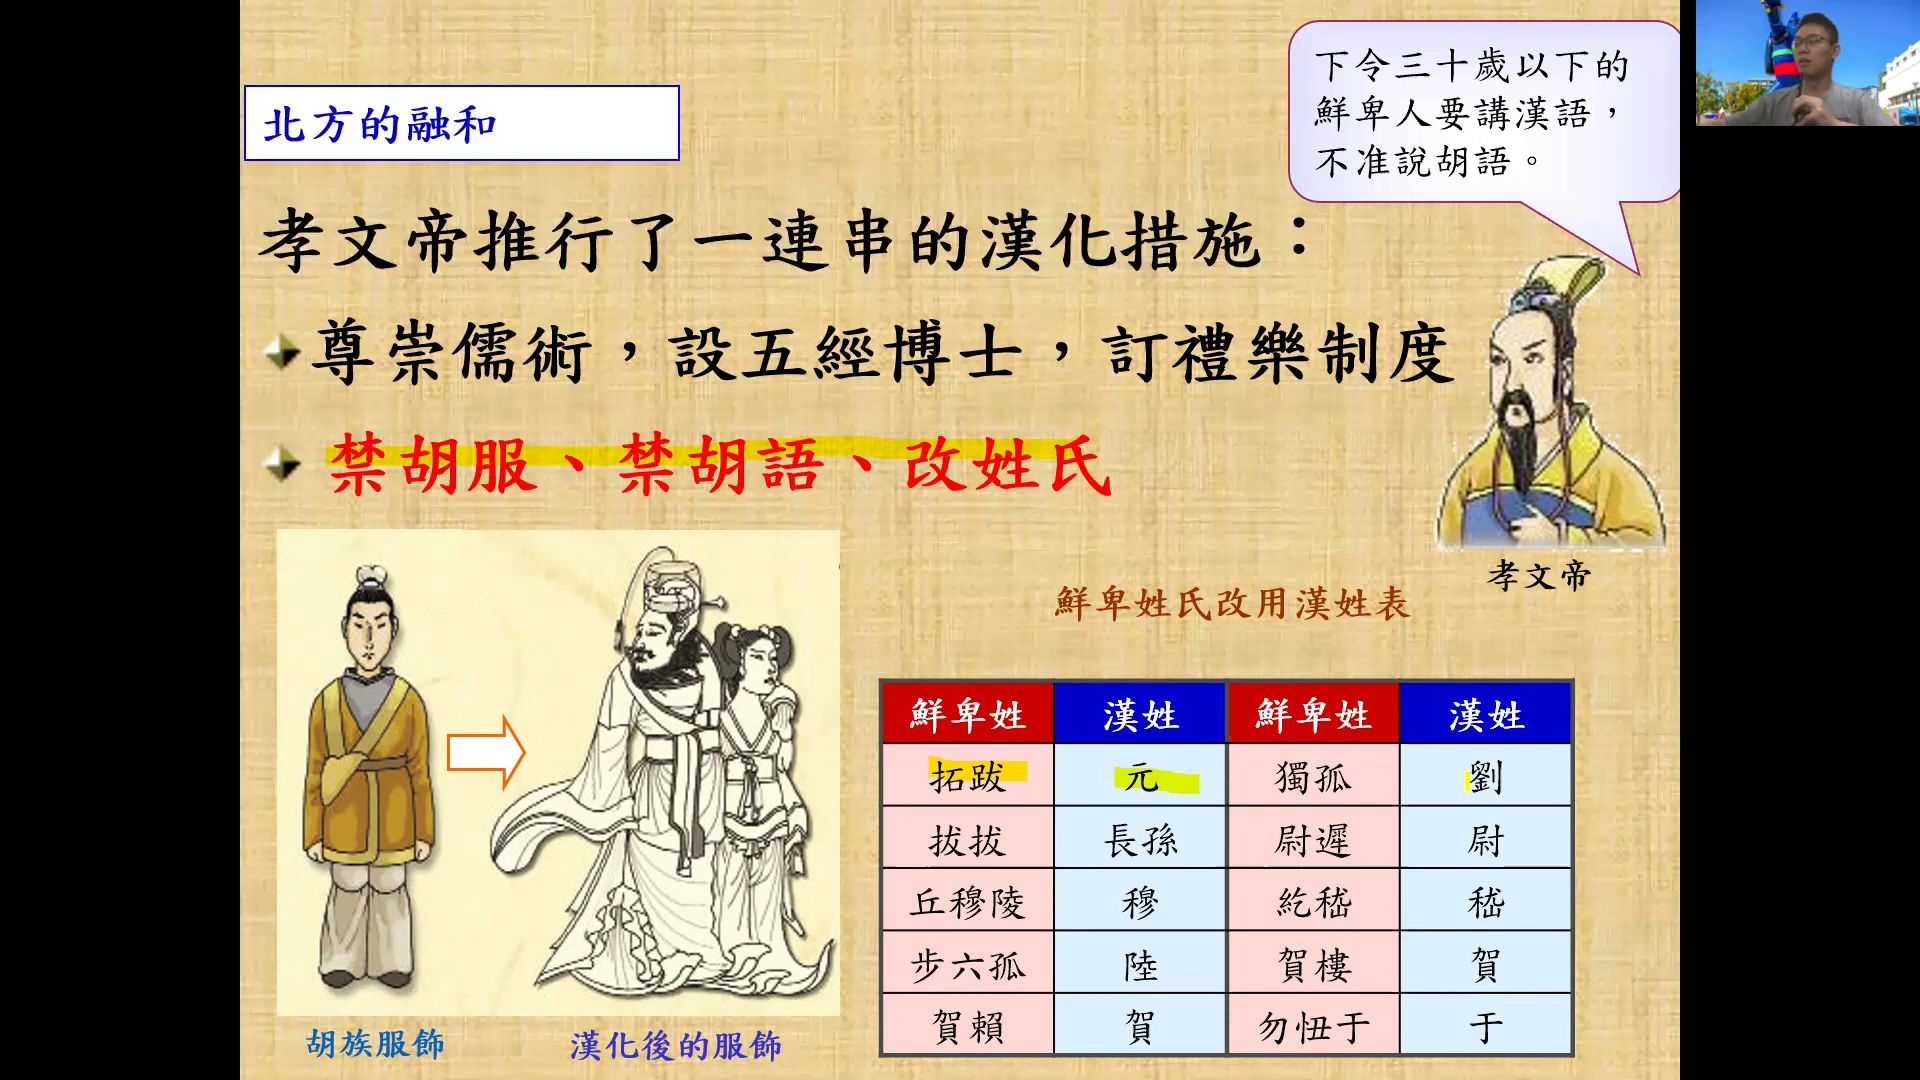 下令三十歲以下的
鮮卑人要講漢語，
不准說胡語。
北方的融和
孝文帝推行了一連串的漢化措施：
尊崇儒術，設五經博士，訂禮樂制度
禁胡服、禁胡語、改姓氏
孝文帝
鮮卑姓氏改用漢姓表
鮮卑姓 漢姓 鮮卑姓 漢姓
拓跋 元 獨孤 劉
拔拔 長孫 尉遲 尉
丘穆陵 穆 紇嵇 嵇
步六孤 陸 賀樓 賀
賀賴 賀 勿忸于 于
胡族服飾
漢化後的服飾